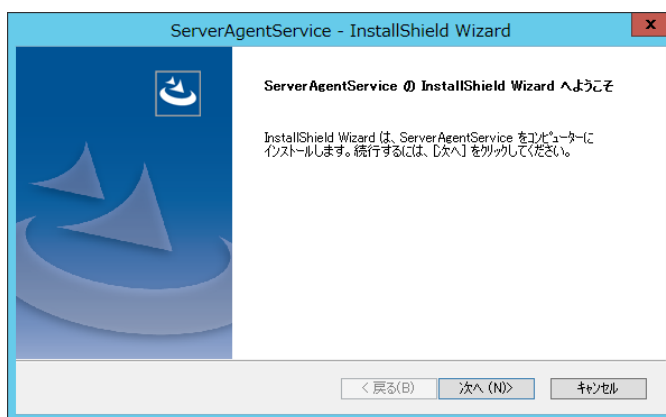 ServerAgentService - InstallShield Wizard
x
ServerAgentService の InstallShield Wizard へようこそ
InstallShield Wizard は、ServerAgentService をコンピューターに
インストールします。続行するには、[次へ] をクリックしてください。
< 戻る(B)
次へ (N)>
キャンセル